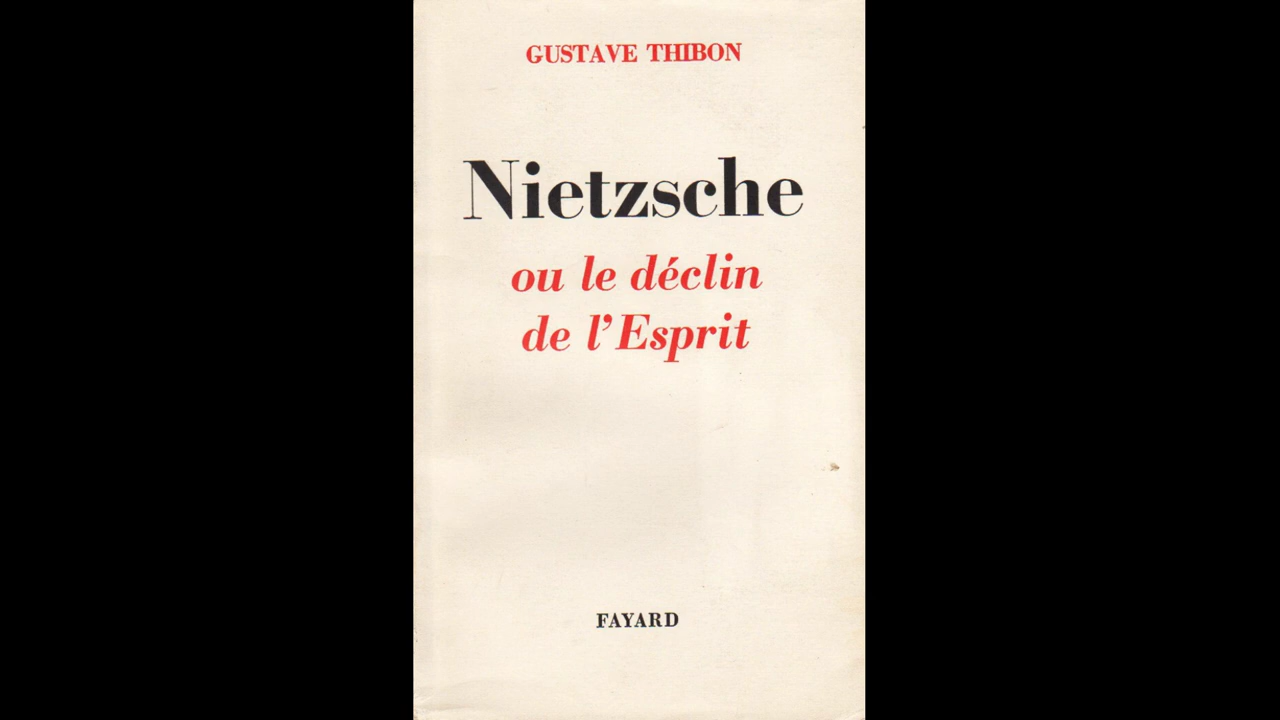 GUSTAVE THIBON
Nietzsche
ou le déclin
de l'Esprit
FAYARD